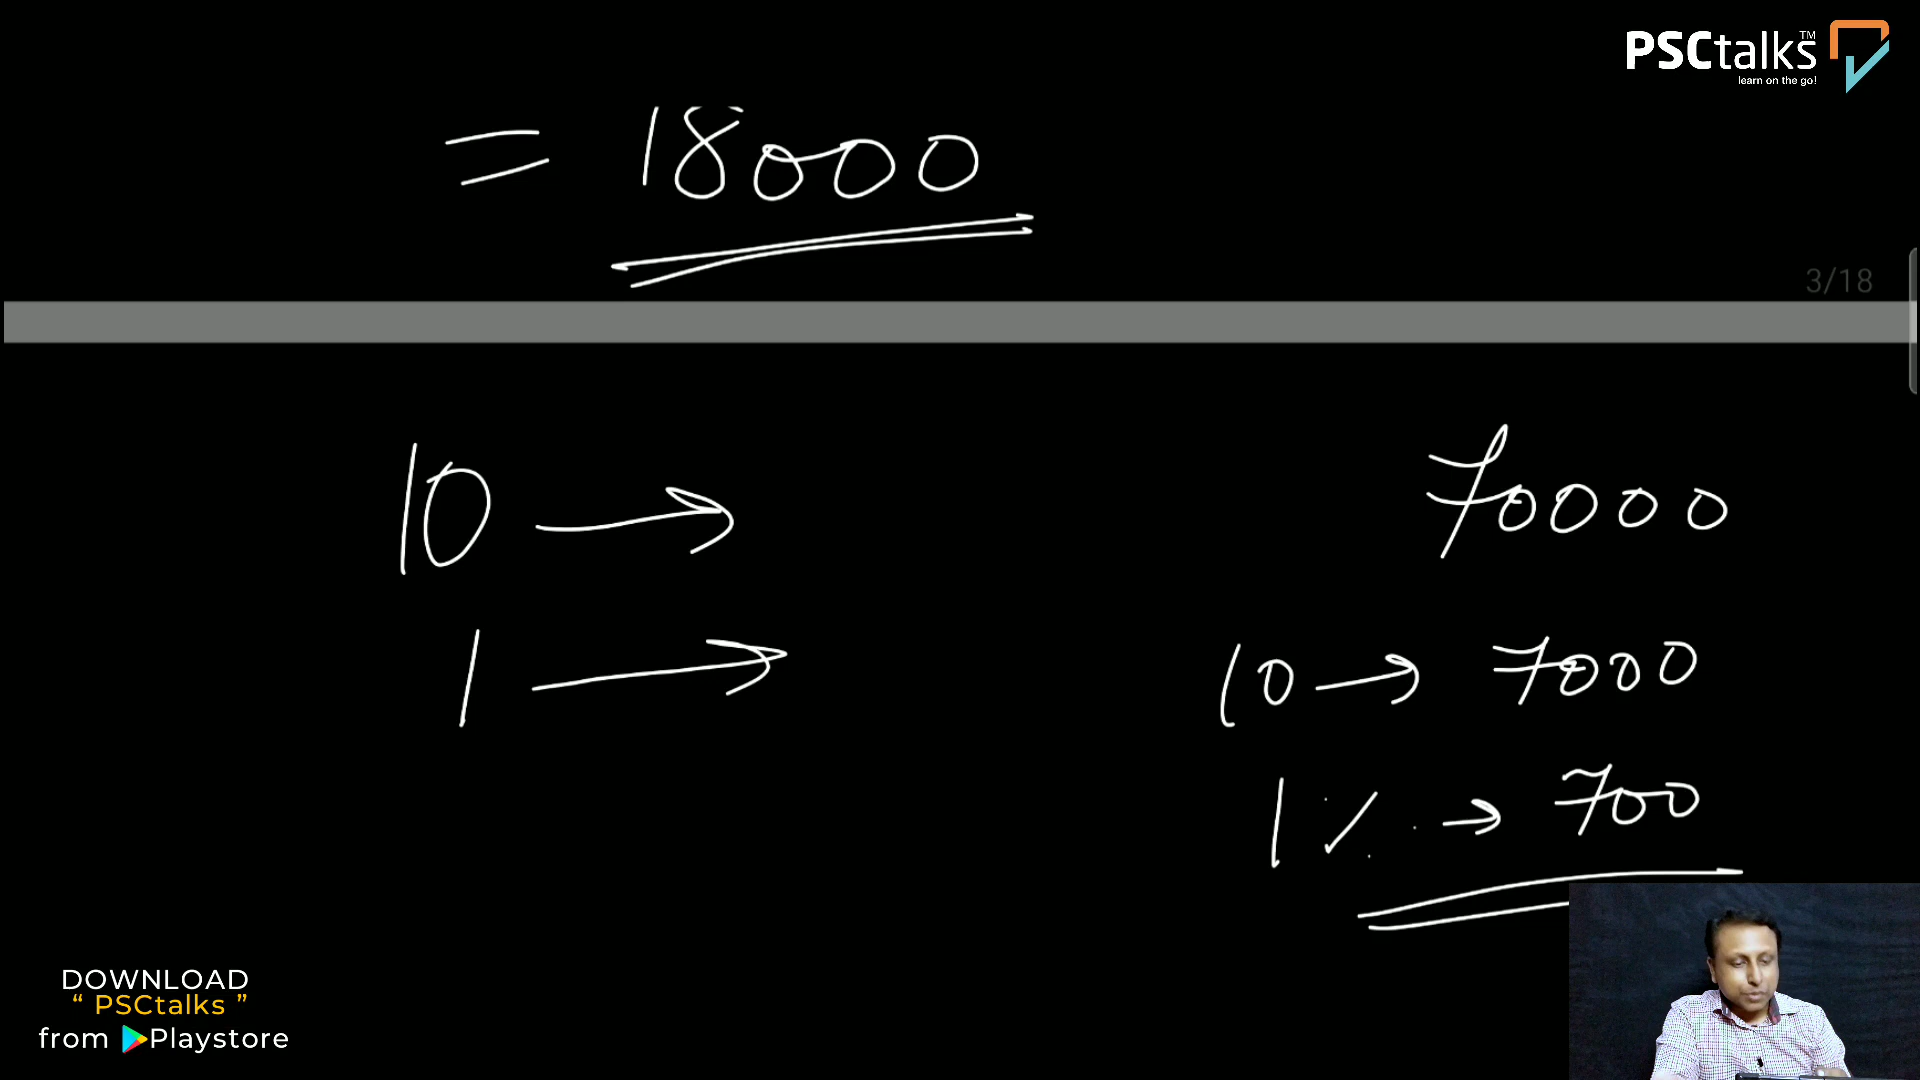 PSCtalks™
learn on the go!
= 18000
3/18
10 →
70000
1 →
10 → 7000
1% → 700
DOWNLOAD
“ PSCtalks ”
from Playstore